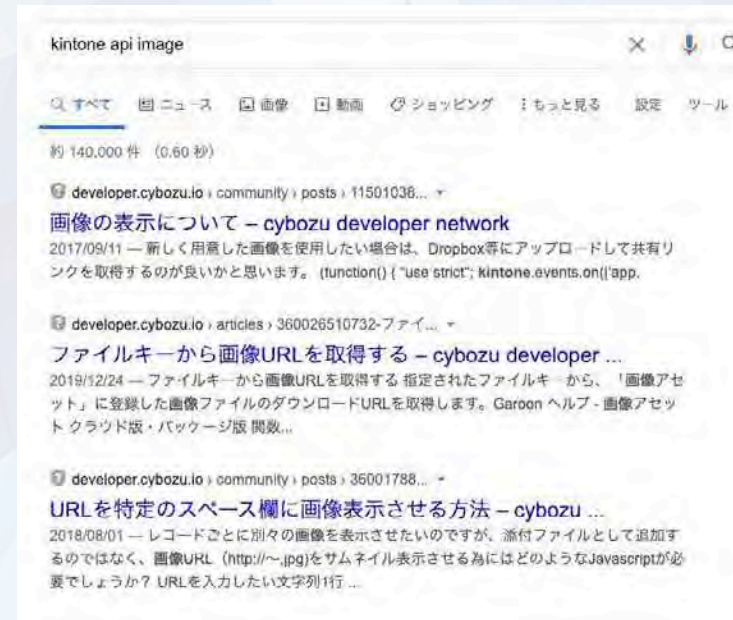 kintone api image
すべて ニュース 画像 動画 ショッピング もっと見る 設定 ツール
約 140,000 件 (0.60 秒)
developer.cybozu.io › community › posts › 11501038...
画像の表示について – cybozu developer network
2017/09/11 — 新しく用意した画像を使用したい場合は、Dropbox等にアップロードして共有リ
ンクを取得するのが良いかと思います。 (function() { "use strict"; kintone.events.on(['app.
developer.cybozu.io › articles › 360026510732-ファイ...
ファイルキーから画像URLを取得する – cybozu developer ...
2019/12/24 — ファイルキーから画像URLを取得する 指定されたファイルキーから、「画像アセ
ット」に登録した画像ファイルのダウンロードURLを取得します。Garoon ヘルプ - 画像アセッ
ト クラウド版・パッケージ版 関数...
developer.cybozu.io › community › posts › 36001788...
URLを特定のスペース欄に画像表示させる方法 – cybozu ...
2018/08/01 — レコードごとに別々の画像を表示させたいのですが、添付ファイルとして追加す
るのではなく、画像URL（http://〜.jpg)をサムネイル表示させる為にはどのようなJavascriptが必
要でしょうか？ URLを入力したい文字列1行 ...